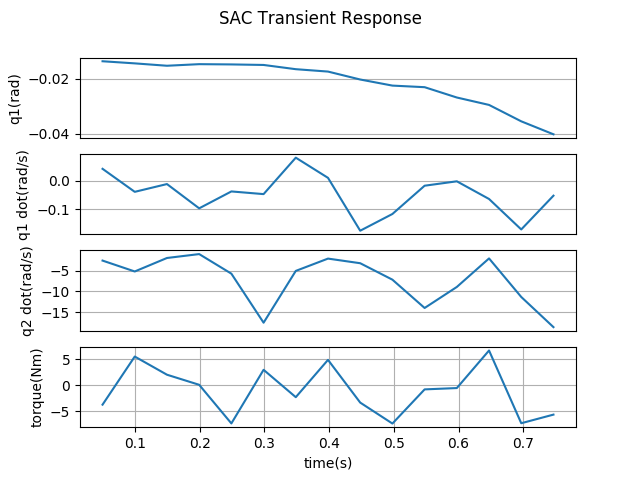 SAC Transient Response
q1(rad)
−0.02
−0.04
q1 dot(rad/s)
0.0
−0.1
q2 dot(rad/s)
−5
−10
−15
torque(Nm)
5
0
−5
0.1 0.2 0.3 0.4 0.5 0.6 0.7
time(s)